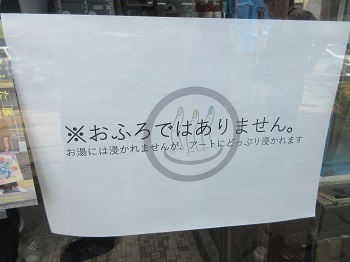 ※おふろではありません。
お湯には浸かれませんが、アートにどっぷり浸かれます